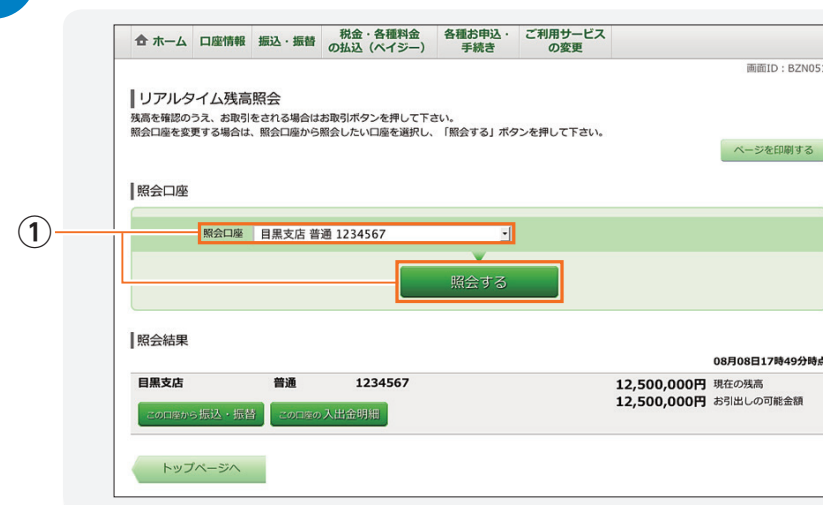 ホーム 口座情報 振込・振替 税金・各種料金の払込（ペイジー） 各種お申込・手続き ご利用サービスの変更
画面ID：BZN05
リアルタイム残高照会
残高を確認のうえ、お取引をされる場合はお取引ボタンを押して下さい。
照会口座を変更する場合は、照会口座から照会したい口座を選択し、「照会する」ボタンを押して下さい。
ページを印刷する
照会口座
①
照会口座 目黒支店 普通 1234567
照会する
照会結果
08月08日17時49分時点
目黒支店 普通 1234567 12,500,000円 現在の残高
12,500,000円 お引出しの可能金額
この口座から振込・振替 この口座の入出金明細
トップページへ